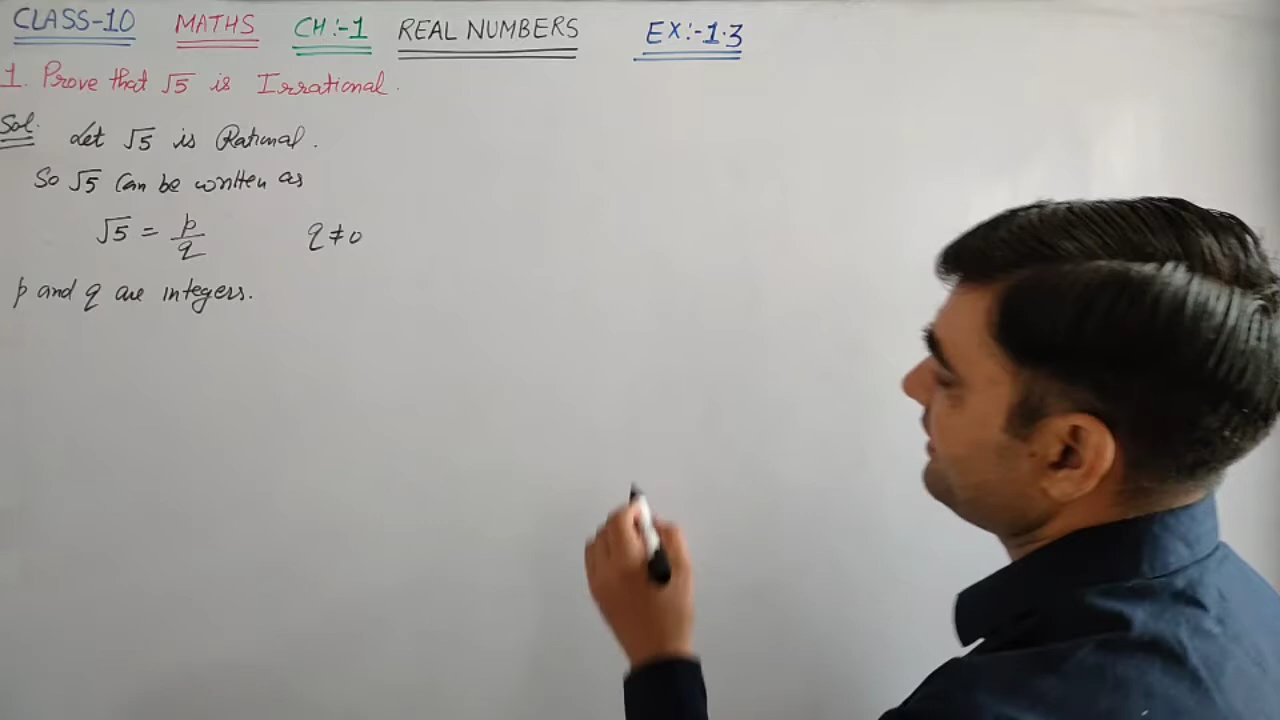 CLASS-10 MATHS CH:-1 REAL NUMBERS EX:-1.3
1. Prove that √5 is Irrational.
Sol. Let √5 is Rational.
So √5 Can be written as
√5 = p/q q≠0
p and q are integers.